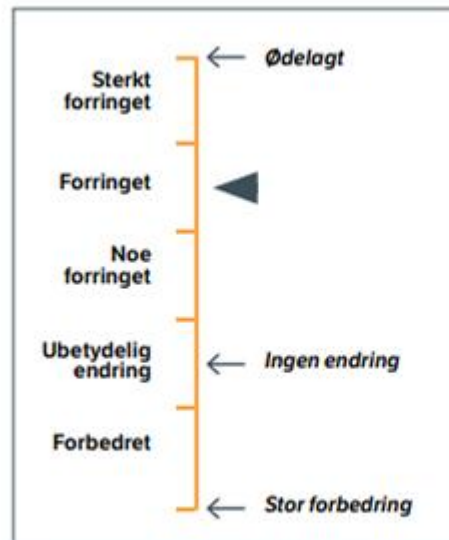 Ødelagt
Sterkt
forringet
Forringet
Noe
forringet
Ubetydelig
endring
Ingen endring
Forbedret
Stor forbedring